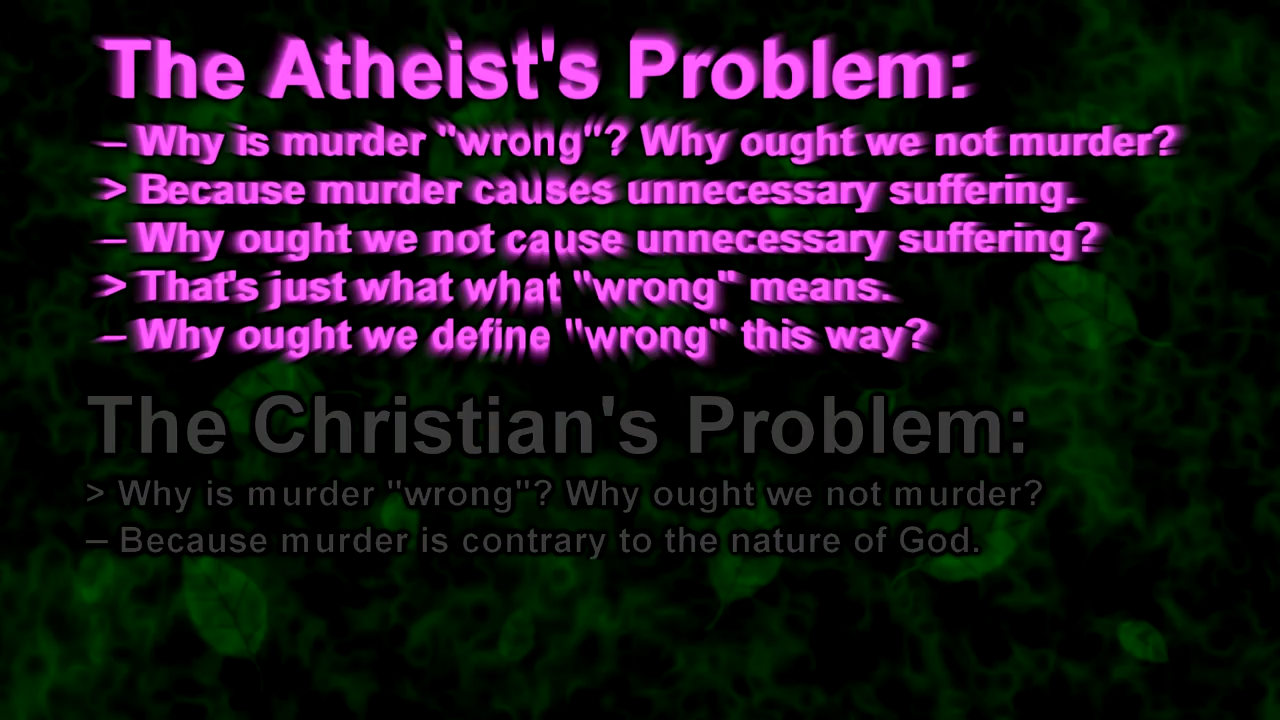 The Atheist's Problem:
– Why is murder "wrong"? Why ought we not murder?
> Because murder causes unnecessary suffering.
– Why ought we not cause unnecessary suffering?
> That's just what what "wrong" means.
– Why ought we define "wrong" this way?
The Christian's Problem:
> Why is murder "wrong"? Why ought we not murder?
– Because murder is contrary to the nature of God.